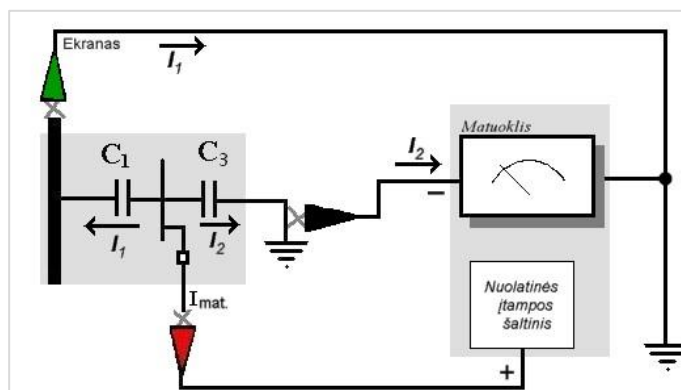 Ekranas
I1
Matuoklis
C1
C3
I2
−
I1
I2
Imat.
Nuolatinės
įtampos
šaltinis
+